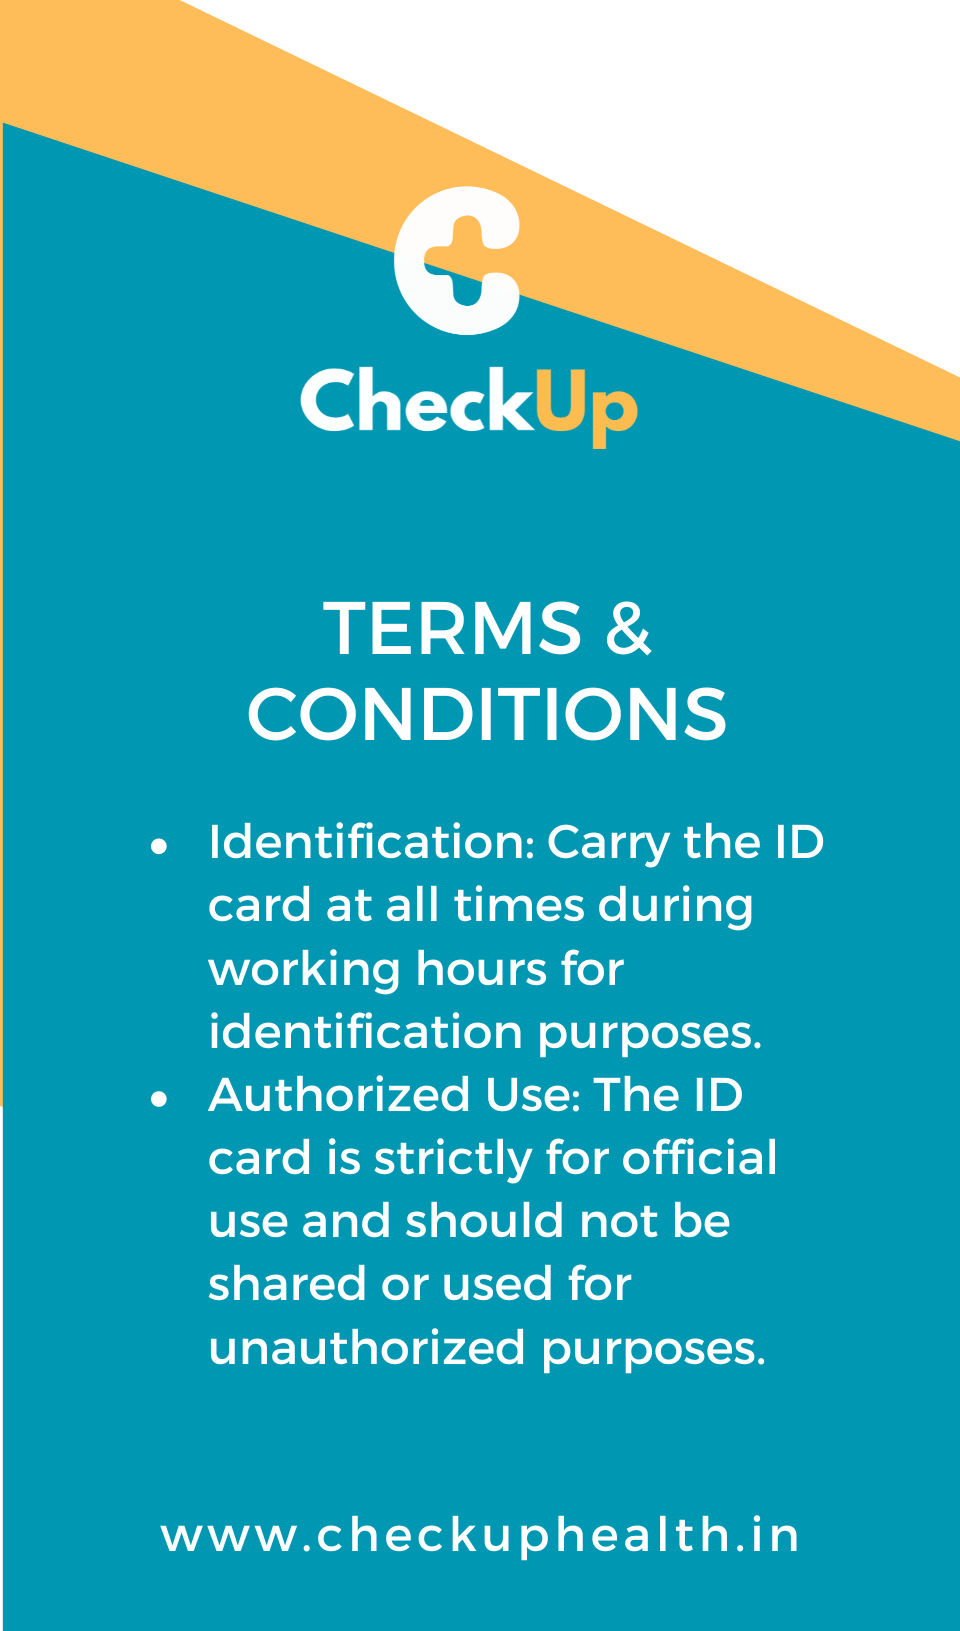 CheckUp
TERMS &
CONDITIONS
• Identification: Carry the ID
card at all times during
working hours for
identification purposes.
• Authorized Use: The ID
card is strictly for official
use and should not be
shared or used for
unauthorized purposes.
www.checkuphealth.in